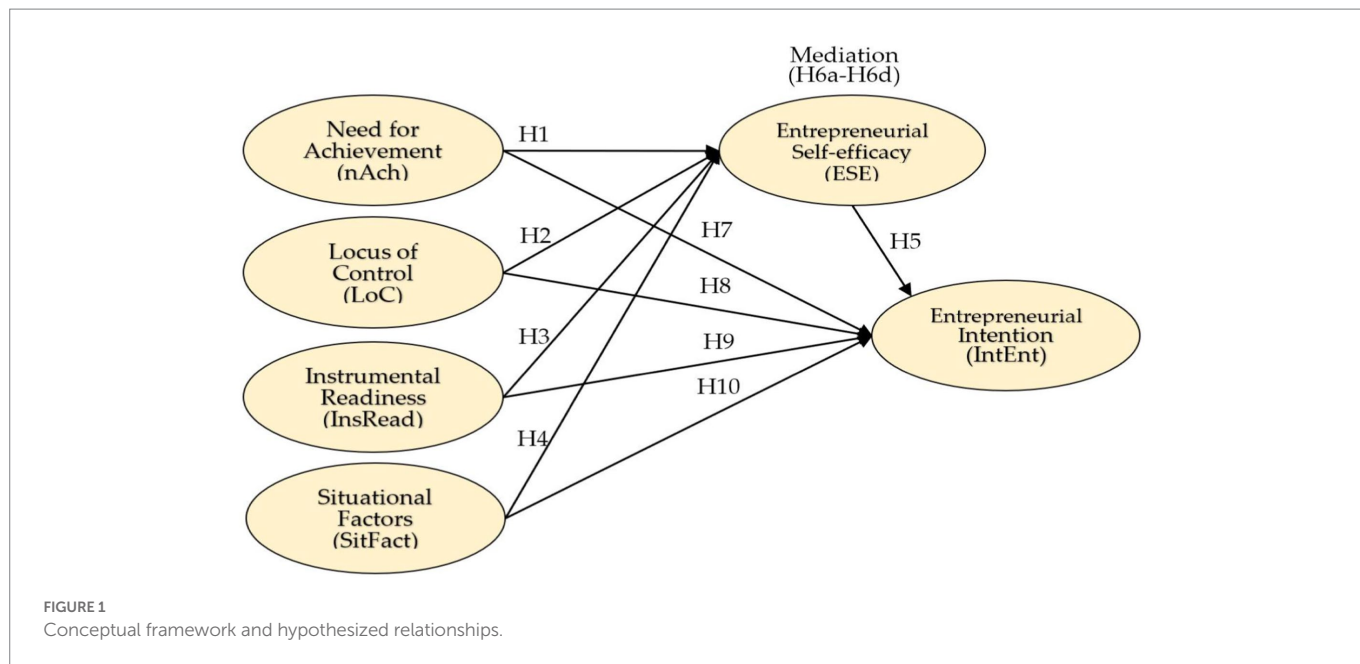 Mediation
(H6a-H6d)
Need for
Achievement
(nAch)
H1
Entrepreneurial
Self-efficacy
(ESE)
Locus of
Control
(LoC)
H2
H7
H5
H8
Instrumental
Readiness
(InsRead)
H3
H9
Entrepreneurial
Intention
(IntEnt)
H10
Situational
Factors
(SitFact)
H4
FIGURE 1
Conceptual framework and hypothesized relationships.